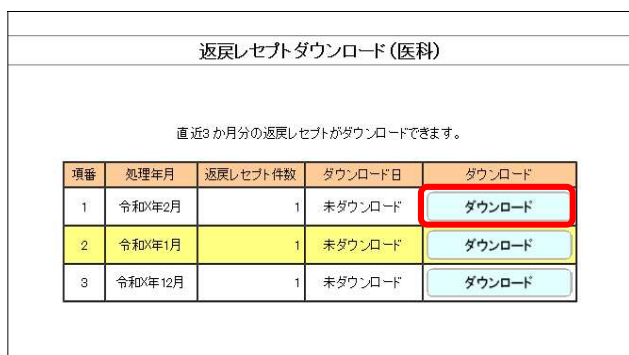 返戻レセプトダウンロード(医科)
直近3か月分の返戻レセプトがダウンロードできます。
項番 処理年月 返戻レセプト件数 ダウンロード日 ダウンロード
1 令和X年2月 1 未ダウンロード ダウンロード
2 令和X年1月 1 未ダウンロード ダウンロード
3 令和X年12月 1 未ダウンロード ダウンロード